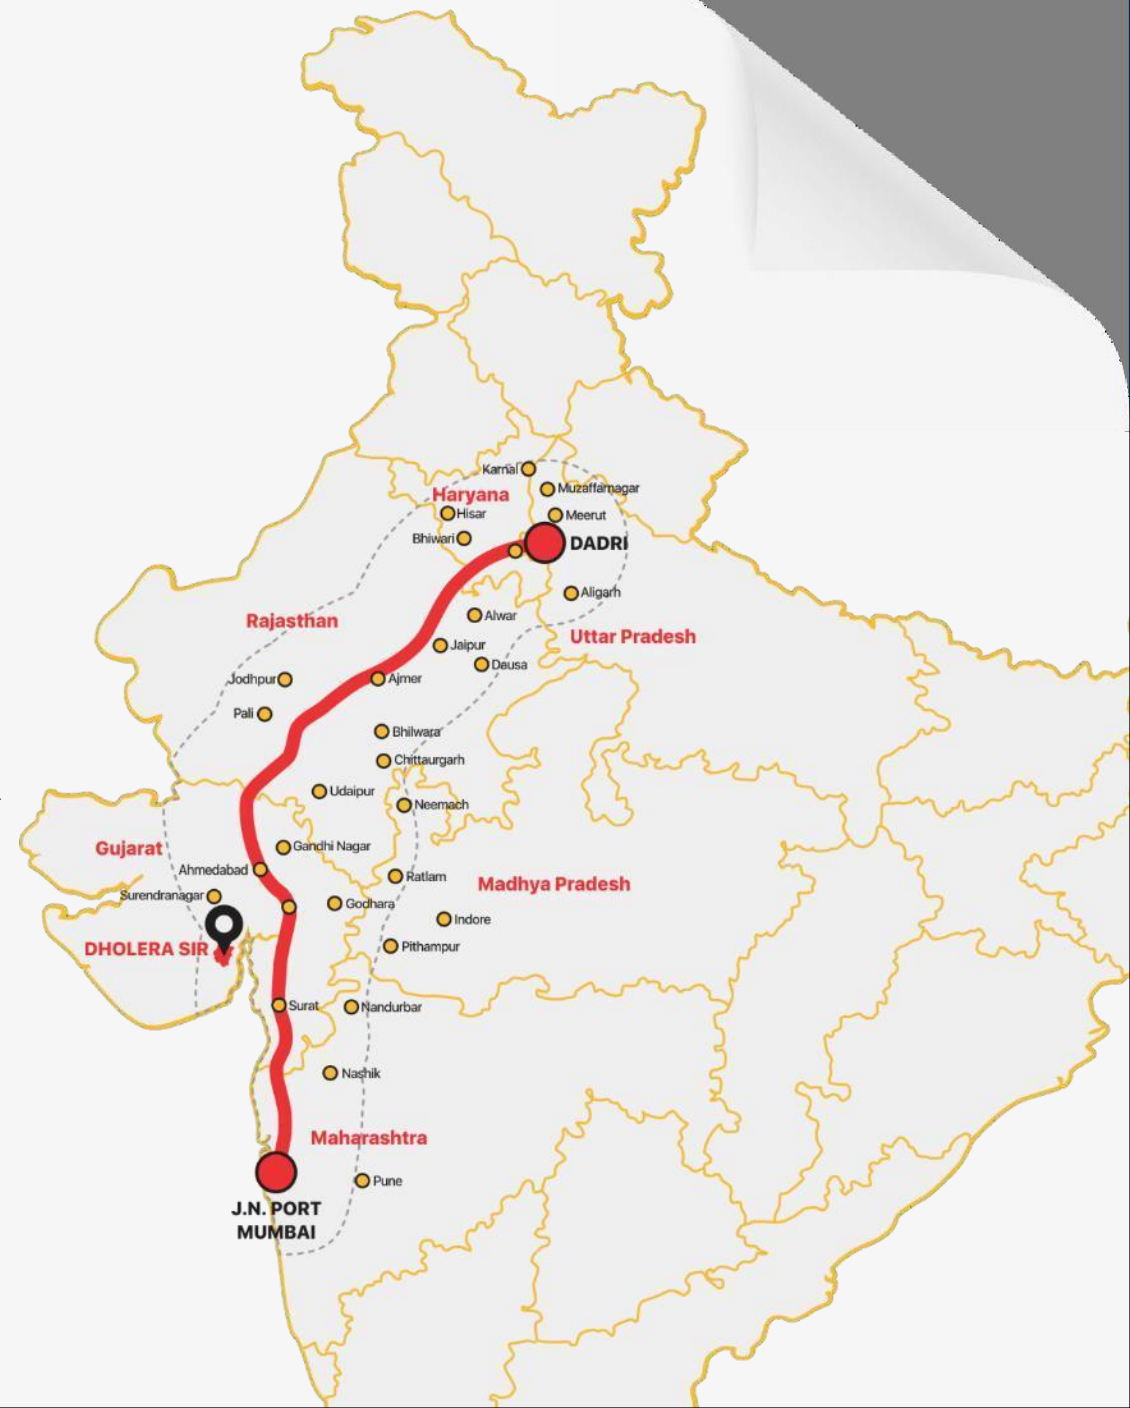 Karnal
Muzaffarnagar
Haryana
Hisar
Meerut
Bhiwari
DADRI
Aligarh
Alwar
Rajasthan
Uttar Pradesh
Jaipur
Dausa
Jodhpur
Ajmer
Pali
Bhilwara
Chittaurgarh
Udaipur
Neemach
Gujarat
Gandhi Nagar
Ahmedabad
Ratlam
Madhya Pradesh
Surendranagar
Godhara
Indore
DHOLERA SIR
Pithampur
Surat
Nandurbar
Nashik
Maharashtra
Pune
J.N. PORT
MUMBAI